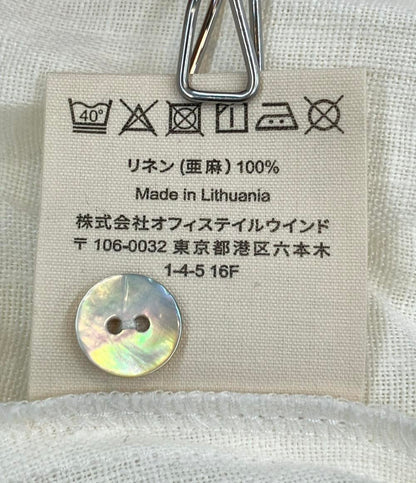 40°
リネン (亜麻) 100%
Made in Lithuania
株式会社オフィステイルウインド
〒106-0032 東京都港区六本木
1-4-5 16F